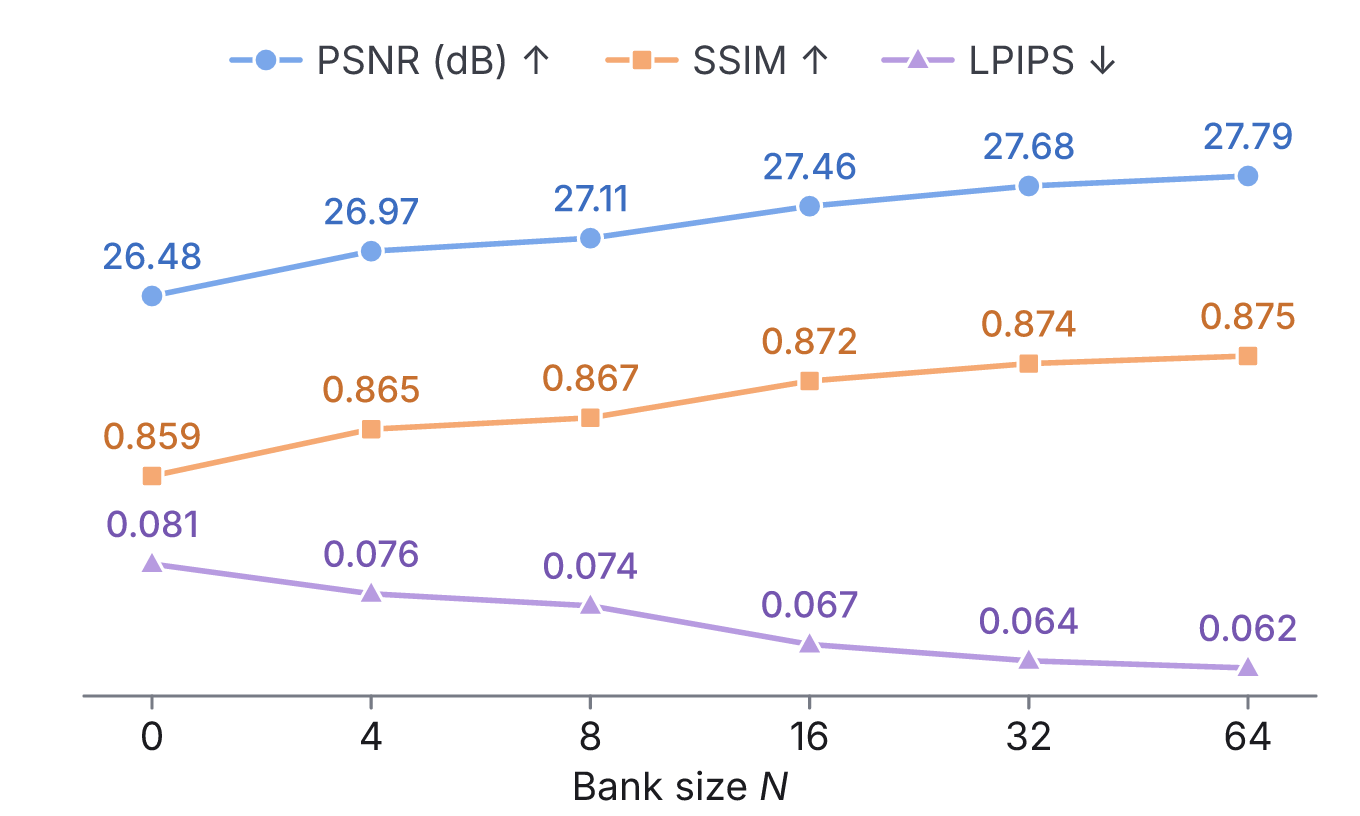 PSNR (dB) ↑ SSIM ↑ LPIPS ↓
26.48 26.97 27.11 27.46 27.68 27.79
0.859 0.865 0.867 0.872 0.874 0.875
0.081 0.076 0.074 0.067 0.064 0.062
0 4 8 16 32 64
Bank size N